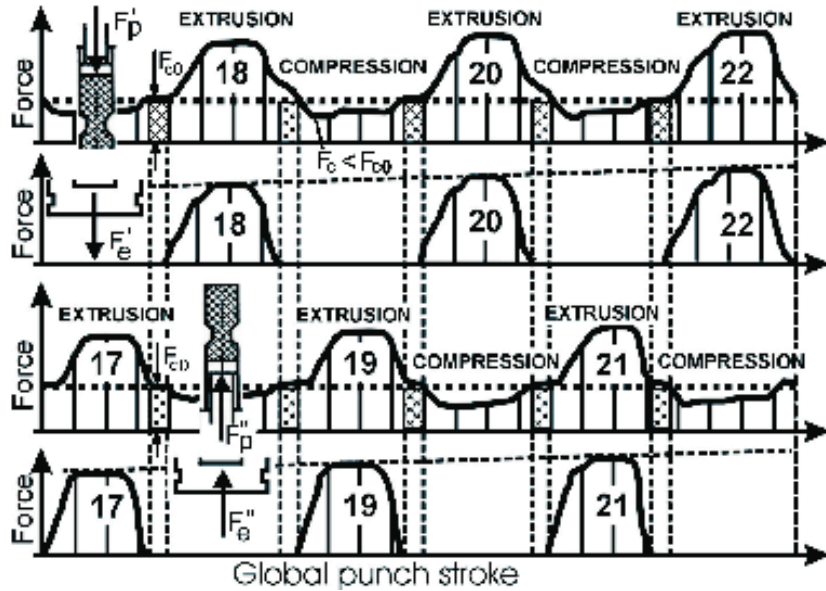 EXTRUSION EXTRUSION EXTRUSION
F'p Fc0 18 COMPRESSION 20 COMPRESSION 22
Force
Fc < Fc0
Force F'e 18 20 22
EXTRUSION EXTRUSION EXTRUSION
Force 17 Fc0 19 COMPRESSION 21 COMPRESSION
F"p
Force 17 F"e 19 21
Global punch stroke